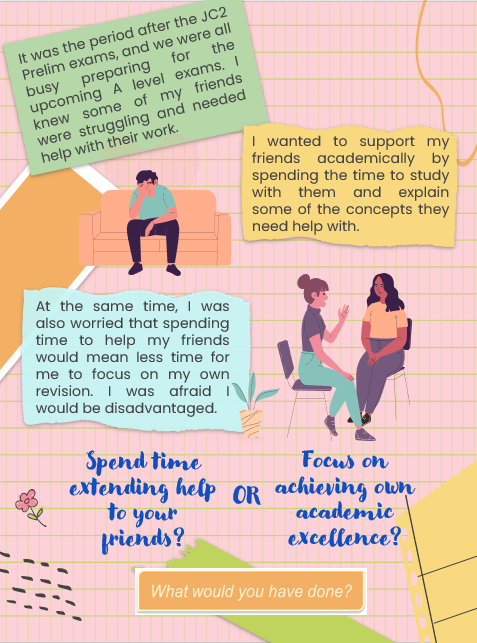 It was the period after the JC2
Prelim exams, and we were all
busy preparing for the
upcoming A level exams. I
knew some of my friends
were struggling and needed
help with their work.
I wanted to support my
friends academically by
spending the time to study
with them and explain
some of the concepts they
need help with.
At the same time, I was
also worried that spending
time to help my friends
would mean less time for
me to focus on my own
revision. I was afraid I
would be disadvantaged.
Spend time
extending help
to your
friends?
OR
Focus on
achieving own
academic
excellence?
What would you have done?